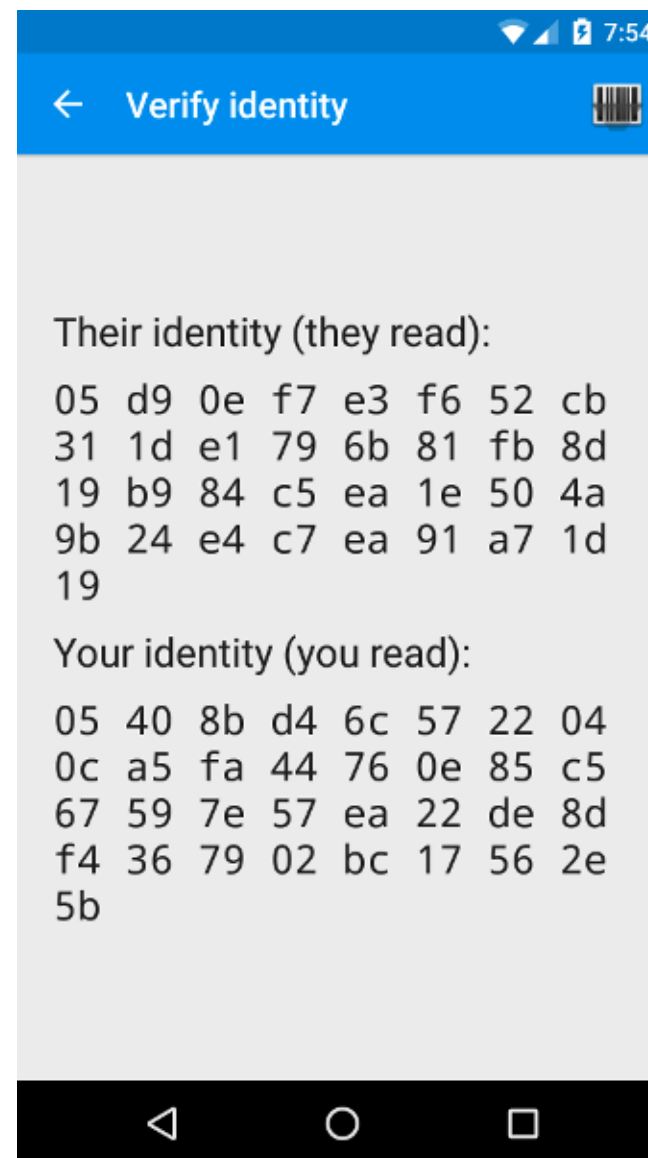 7:54
Verify identity
Their identity (they read):
05 d9 0e f7 e3 f6 52 cb
31 1d e1 79 6b 81 fb 8d
19 b9 84 c5 ea 1e 50 4a
9b 24 e4 c7 ea 91 a7 1d
19
Your identity (you read):
05 40 8b d4 6c 57 22 04
0c a5 fa 44 76 0e 85 c5
67 59 7e 57 ea 22 de 8d
f4 36 79 02 bc 17 56 2e
5b